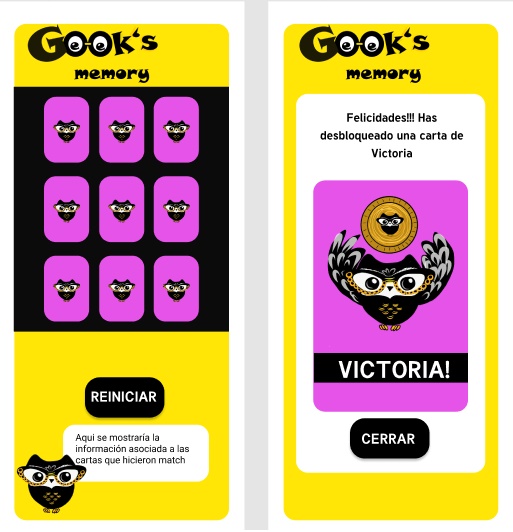 Gook's
memory
REINICIAR
Aqui se mostraría la
información asociada a las
cartas que hicieron match
Gook's
memory
Felicidades!!! Has
desbloqueado una carta de
Victoria
VICTORIA!
CERRAR